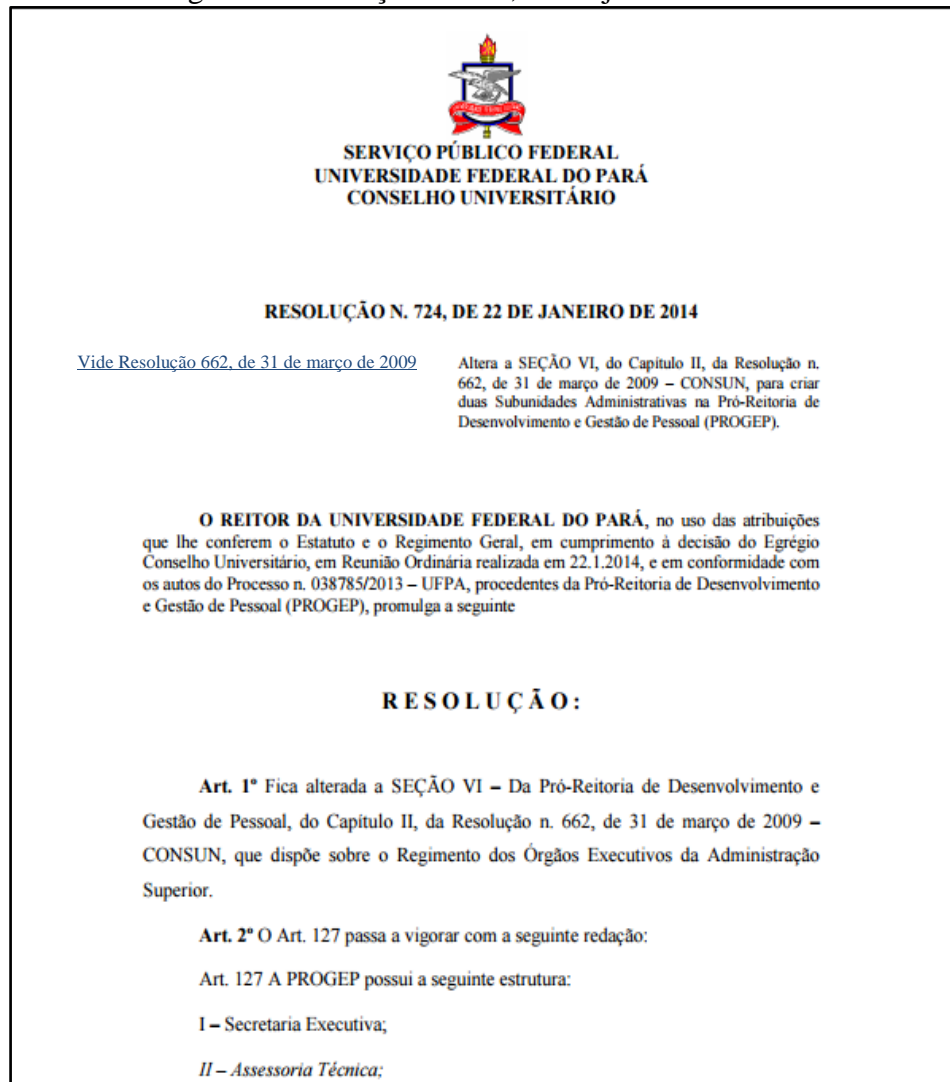 SERVIÇO PÚBLICO FEDERAL
UNIVERSIDADE FEDERAL DO PARÁ
CONSELHO UNIVERSITÁRIO
RESOLUÇÃO N. 724, DE 22 DE JANEIRO DE 2014
Vide Resolução 662, de 31 de março de 2009
Altera a SEÇÃO VI, do Capítulo II, da Resolução n.
662, de 31 de março de 2009 – CONSUN, para criar
duas Subunidades Administrativas na Pró-Reitoria de
Desenvolvimento e Gestão de Pessoal (PROGEP).
O REITOR DA UNIVERSIDADE FEDERAL DO PARÁ, no uso das atribuições
que lhe conferem o Estatuto e o Regimento Geral, em cumprimento à decisão do Egrégio
Conselho Universitário, em Reunião Ordinária realizada em 22.1.2014, e em conformidade com
os autos do Processo n. 038785/2013 – UFPA, procedentes da Pró-Reitoria de Desenvolvimento
e Gestão de Pessoal (PROGEP), promulga a seguinte
R E S O L U Ç Ã O :
Art. 1º Fica alterada a SEÇÃO VI – Da Pró-Reitoria de Desenvolvimento e
Gestão de Pessoal, do Capítulo II, da Resolução n. 662, de 31 de março de 2009 –
CONSUN, que dispõe sobre o Regimento dos Órgãos Executivos da Administração
Superior.
Art. 2º O Art. 127 passa a vigorar com a seguinte redação:
Art. 127 A PROGEP possui a seguinte estrutura:
I – Secretaria Executiva;
II – Assessoria Técnica;